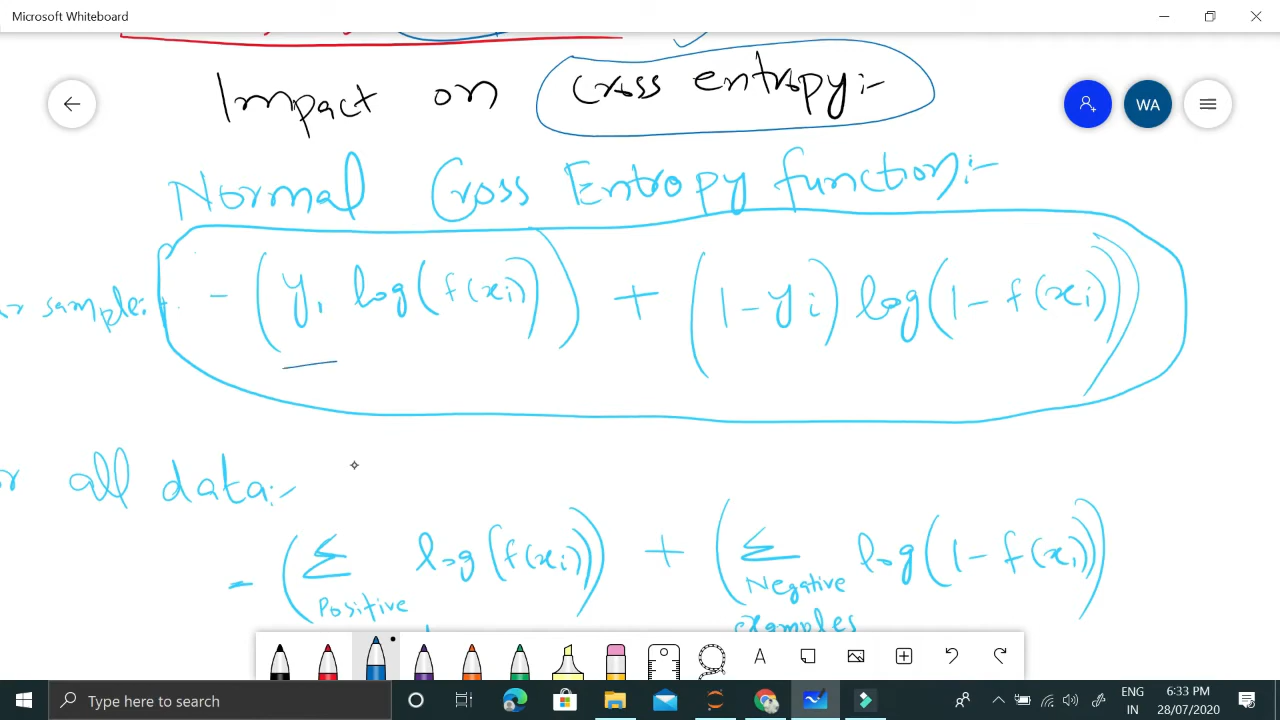 Microsoft Whiteboard
Impact on Cross entropy:-
WA
Normal Cross Entropy function:-
sample:
- (y, log(f(xi))) + ((1-yi) log(1-f(xi)))
all data:-
- (Σ log(f(xi))) + (Σ log(1-f(xi)))
Positive Negative
examples
A
Type here to search
ENG
IN
6:33 PM
28/07/2020